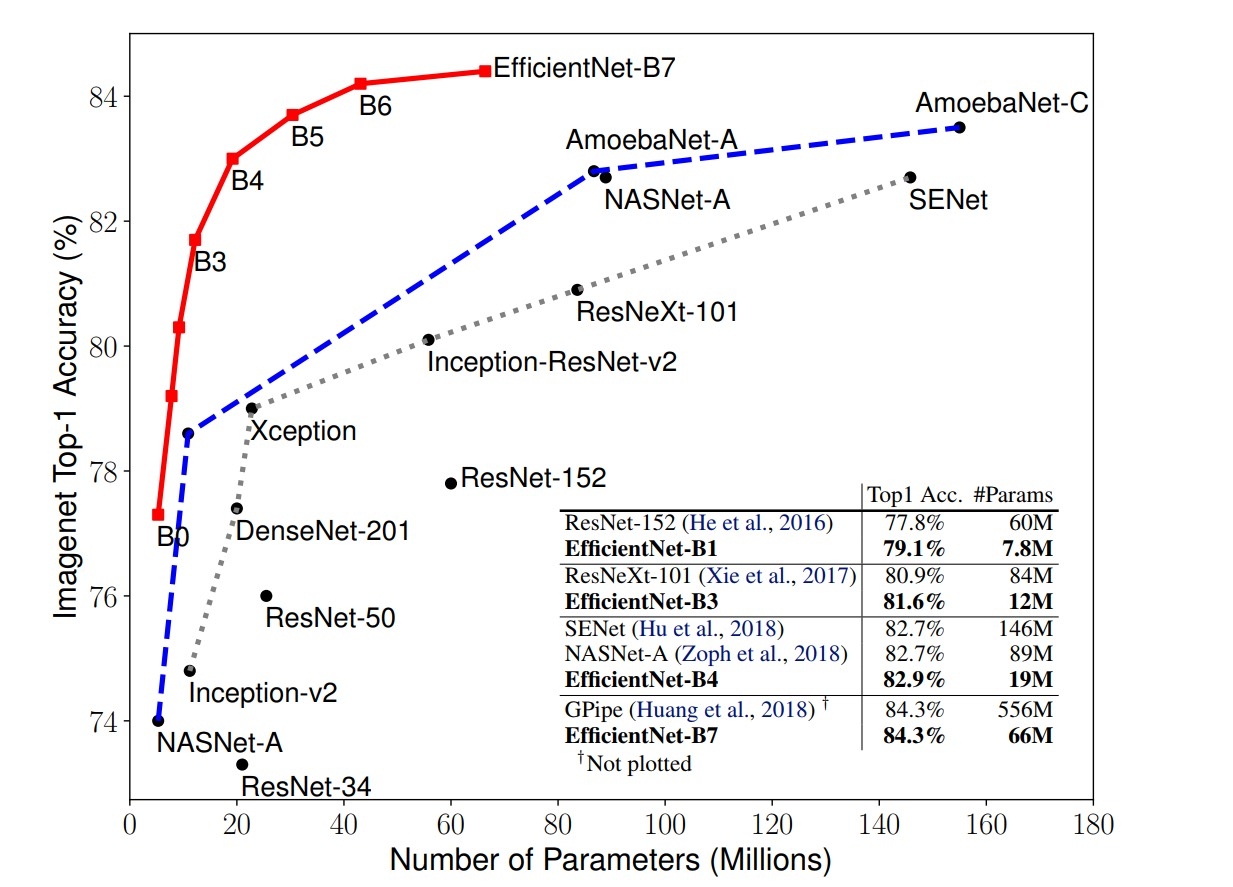 EfficientNet-B7
84
B6
AmoebaNet-C
B5
AmoebaNet-A
B4
NASNet-A
SENet
82
B3
ResNeXt-101
80
Inception-ResNet-v2
Xception
78
ResNet-152
B0
DenseNet-201
76
ResNet-50
Inception-v2
74
NASNet-A
ResNet-34
Imagenet Top-1 Accuracy (%)
0 20 40 60 80 100 120 140 160 180
Number of Parameters (Millions)
Top1 Acc. #Params
ResNet-152 (He et al., 2016) 77.8% 60M
EfficientNet-B1 79.1% 7.8M
ResNeXt-101 (Xie et al., 2017) 80.9% 84M
EfficientNet-B3 81.6% 12M
SENet (Hu et al., 2018) 82.7% 146M
NASNet-A (Zoph et al., 2018) 82.7% 89M
EfficientNet-B4 82.9% 19M
GPipe (Huang et al., 2018) † 84.3% 556M
EfficientNet-B7 84.3% 66M
†Not plotted